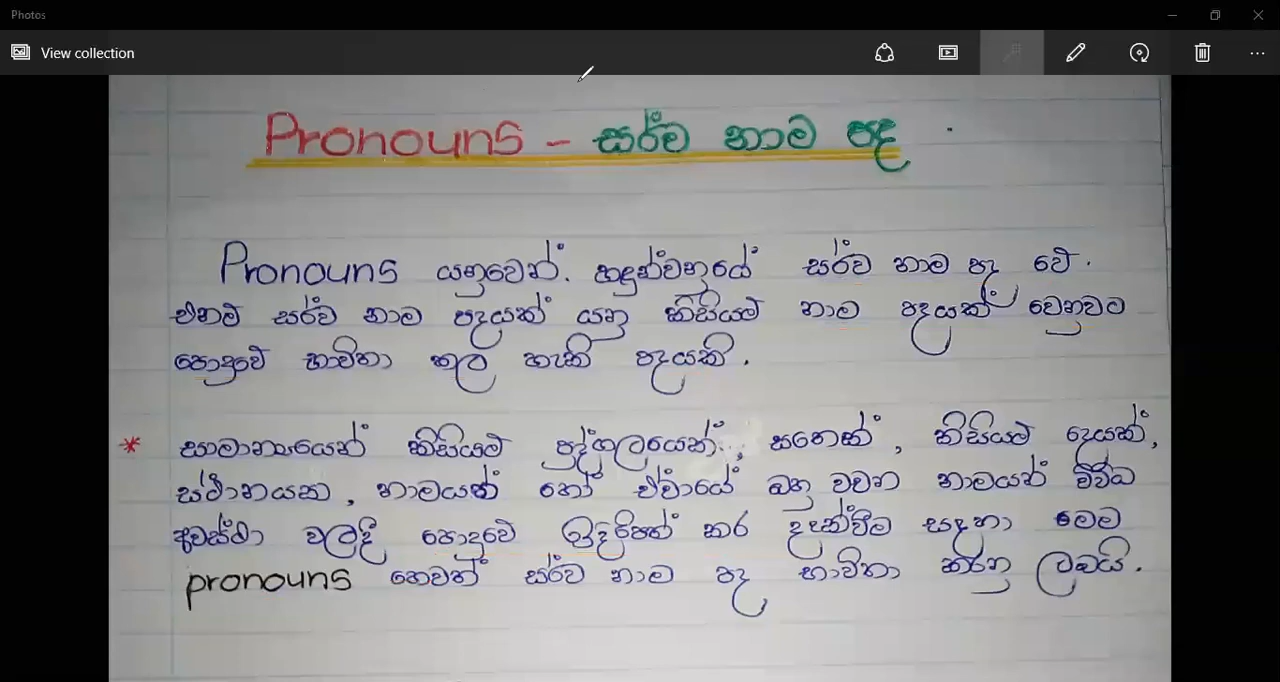 Photos
View collection
Pronouns - සර්ව නාම පද .
Pronouns යනුවෙන් හඳුන්වනුයේ සර්ව නාම පද වේ .
එනම් සර්ව නාම පදයක් යනු කිසියම් නාම පදයක් වෙනුවට
පොදුවේ භාවිතා කල හැකි පදයකි .
* සාමාන්‍යයෙන් කිසියම් පුද්ගලයෙක් , සතෙක් , කිසියම් දෙයක් ,
ස්ථානයක , නාමයක් හෝ ඒවායේ බහු වචන නාමයන් විවිධ
අවස්ථා වලදී පොදුවේ ඉදිරිපත් කර දැක්වීම සඳහා මෙම
pronouns හෙවත් සර්ව නාම පද භාවිතා කරනු ලබයි .